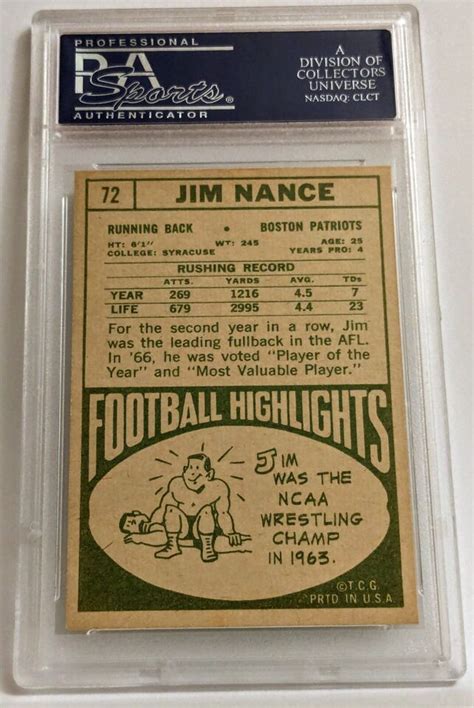 PROFESSIONAL
PSA
Sports®
AUTHENTICATOR
A
DIVISION OF
COLLECTORS
UNIVERSE
NASDAQ: CLCT
72 JIM NANCE
RUNNING BACK • BOSTON PATRIOTS
HT: 6'1" WT: 245 AGE: 25
COLLEGE: SYRACUSE YEARS PRO: 4
RUSHING RECORD
ATTS. YARDS AVG. TDs
YEAR 269 1216 4.5 7
LIFE 679 2995 4.4 23
For the second year in a row, Jim
was the leading fullback in the AFL.
In '66, he was voted "Player of the
Year" and "Most Valuable Player."
FOOTBALL HIGHLIGHTS
JIM
WAS THE
NCAA
WRESTLING
CHAMP
IN 1963.
©T.C.G.
PRTD IN U.S.A.